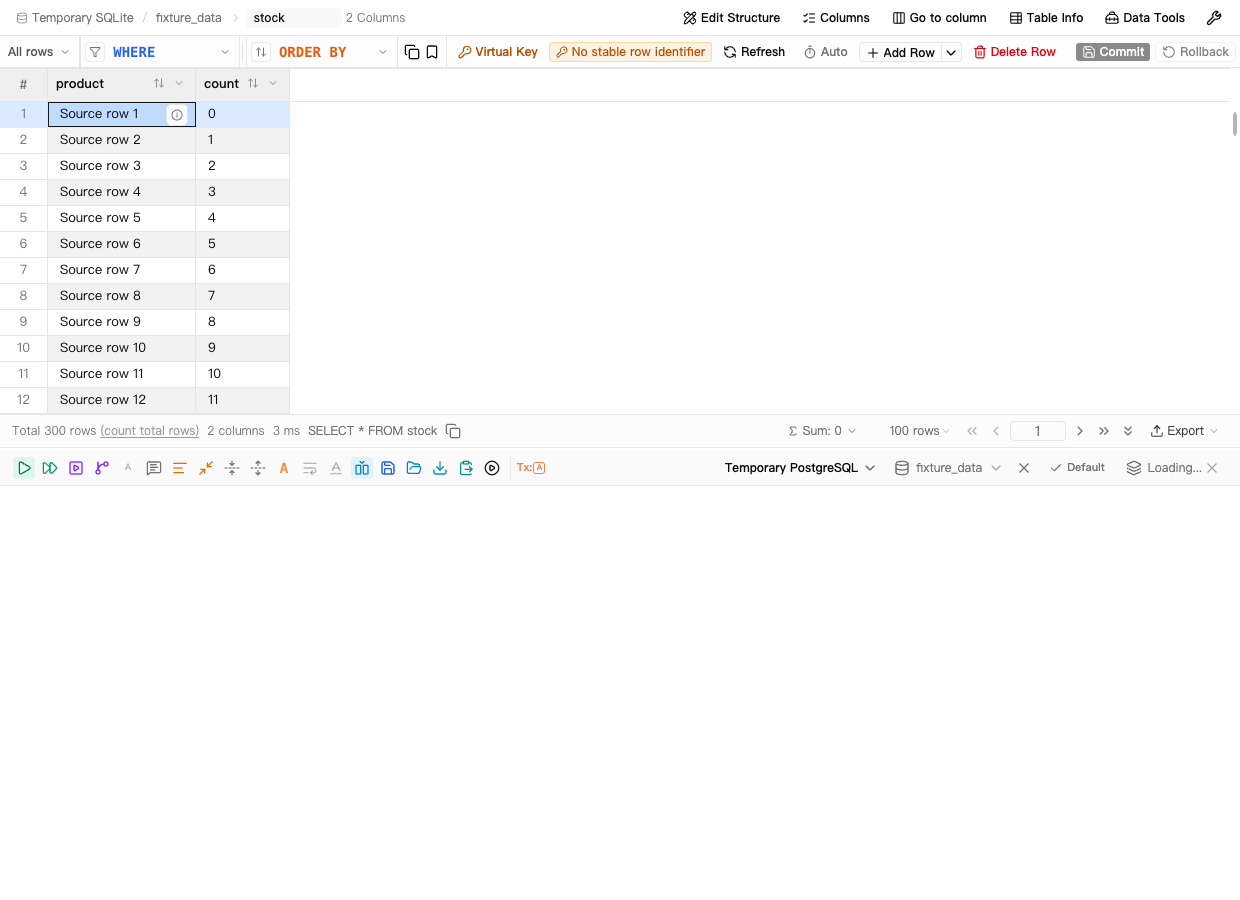 Temporary SQLite / fixture_data > stock 2 Columns Edit Structure Columns Go to column Table Info Data Tools
All rows WHERE ORDER BY Virtual Key No stable row identifier Refresh Auto + Add Row Delete Row Commit Rollback
# product count
1 Source row 1 0
2 Source row 2 1
3 Source row 3 2
4 Source row 4 3
5 Source row 5 4
6 Source row 6 5
7 Source row 7 6
8 Source row 8 7
9 Source row 9 8
10 Source row 10 9
11 Source row 11 10
12 Source row 12 11
Total 300 rows (count total rows) 2 columns 3 ms SELECT * FROM stock Σ Sum: 0 100 rows 1 Export
A A A Tx: A Temporary PostgreSQL fixture_data Default Loading...